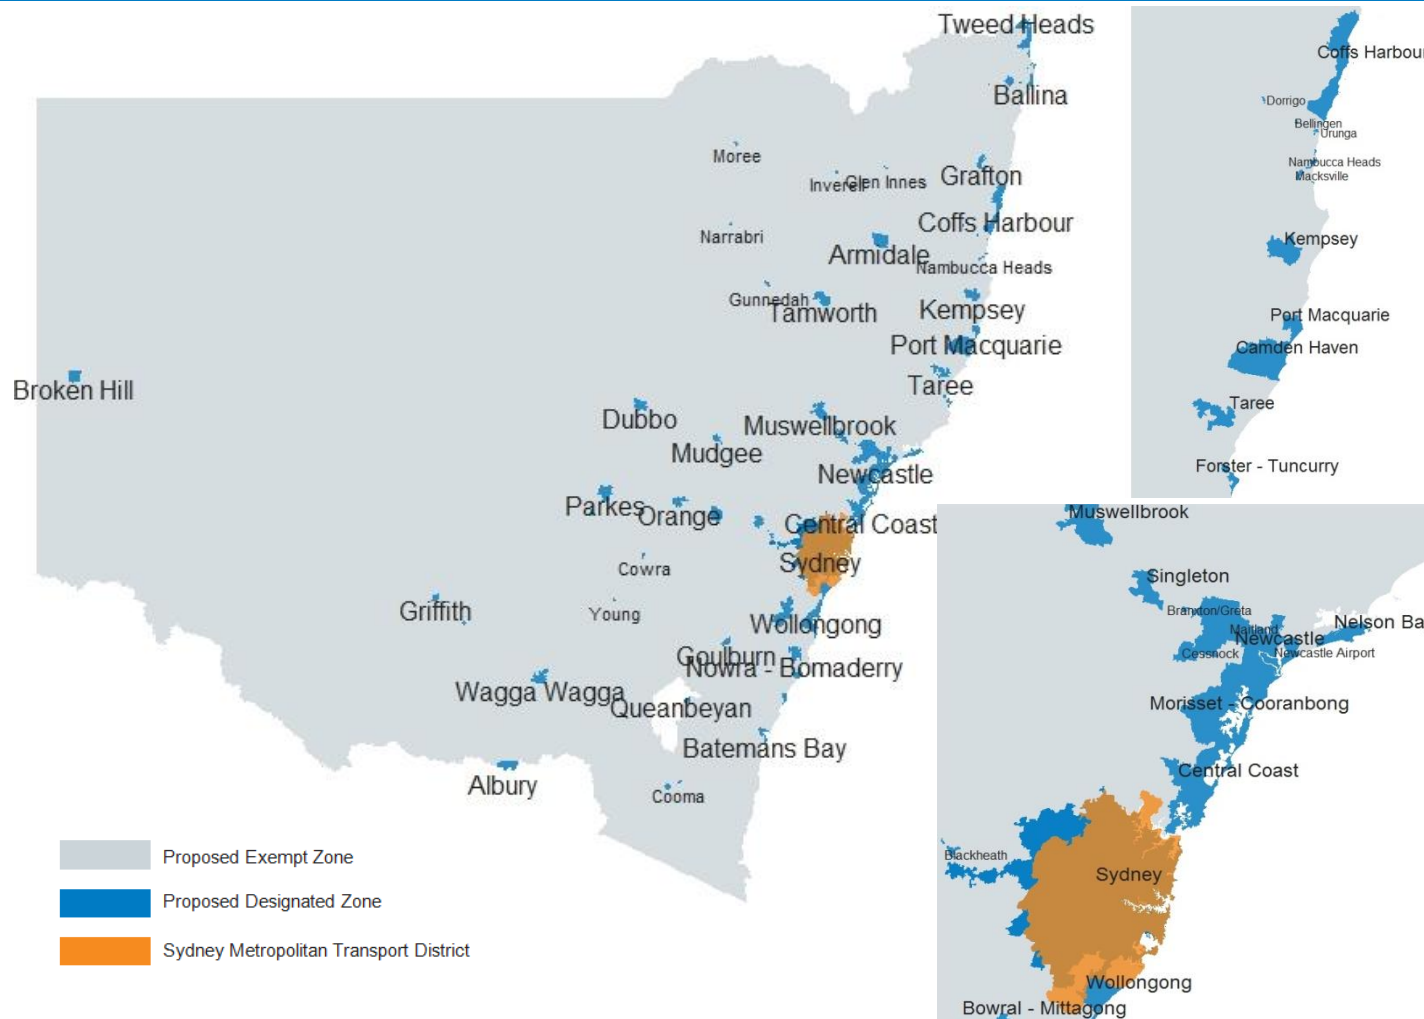 Tweed Heads
Ballina
Moree
Inverell
Glen Innes
Grafton
Narrabri
Coffs Harbour
Armidale
Nambucca Heads
Gunnedah
Tamworth
Kempsey
Port Macquarie
Taree
Broken Hill
Dubbo
Muswellbrook
Mudgee
Newcastle
Parkes
Orange
Central Coast
Sydney
Cowra
Griffith
Young
Wollongong
Goulburn
Nowra - Bomaderry
Wagga Wagga
Queanbeyan
Batemans Bay
Albury
Cooma
Proposed Exempt Zone
Proposed Designated Zone
Sydney Metropolitan Transport District
Coffs Harbour
Dorrigo
Bellingen
Urunga
Nambucca Heads
Macksville
Kempsey
Port Macquarie
Camden Haven
Taree
Forster - Tuncurry
Muswellbrook
Singleton
Branxton/Greta
Maitland
Nelson Ba
Newcastle
Cessnock
Newcastle Airport
Morisset - Cooranbong
Central Coast
Blackheath
Sydney
Wollongong
Bowral - Mittagong